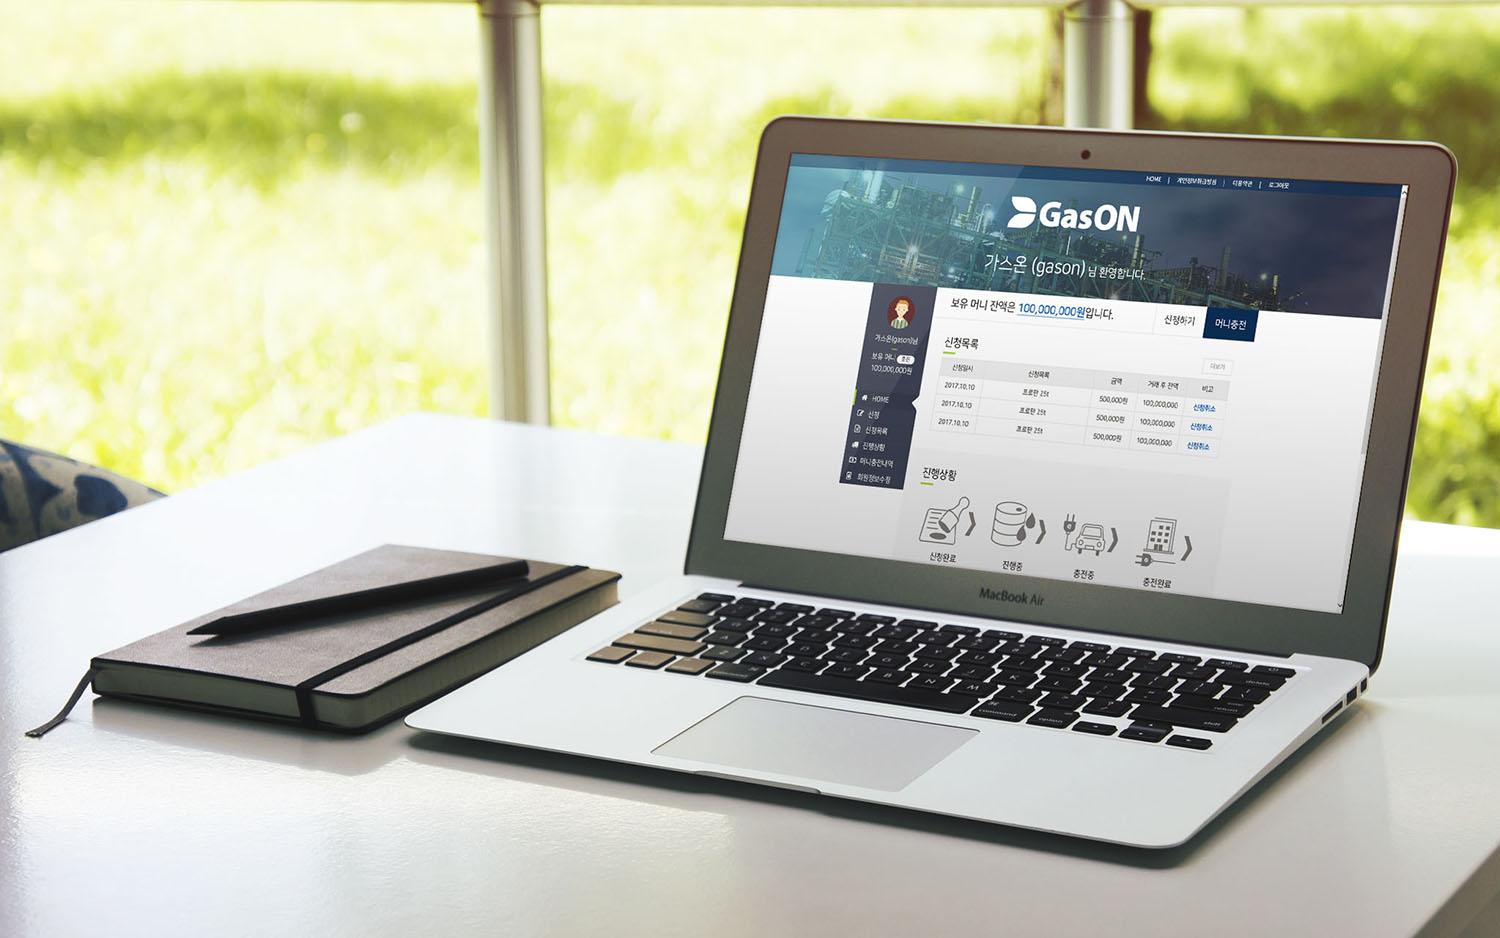 HOME | 개인정보취급방침 | 이용약관 | 로그아웃
GasON
가스온 (gason) 님 환영합니다.
보유 머니 잔액은 100,000,000원입니다.
신청하기
머니충전
가스온(gason)님
보유 머니 충전
100,000,000원
HOME
신청
신청목록
진행상황
머니충전내역
회원정보수정
신청목록
더보기
신청일시 신청목록 금액 거래 후 잔액 비고
2017.10.10 프로판 25t 500,000원 100,000,000 신청취소
2017.10.10 프로판 25t 500,000원 100,000,000 신청취소
2017.10.10 프로판 25t 500,000원 100,000,000 신청취소
진행상황
신청완료
진행중
충전중
충전완료
MacBook Air
delete
return
shift
command
option